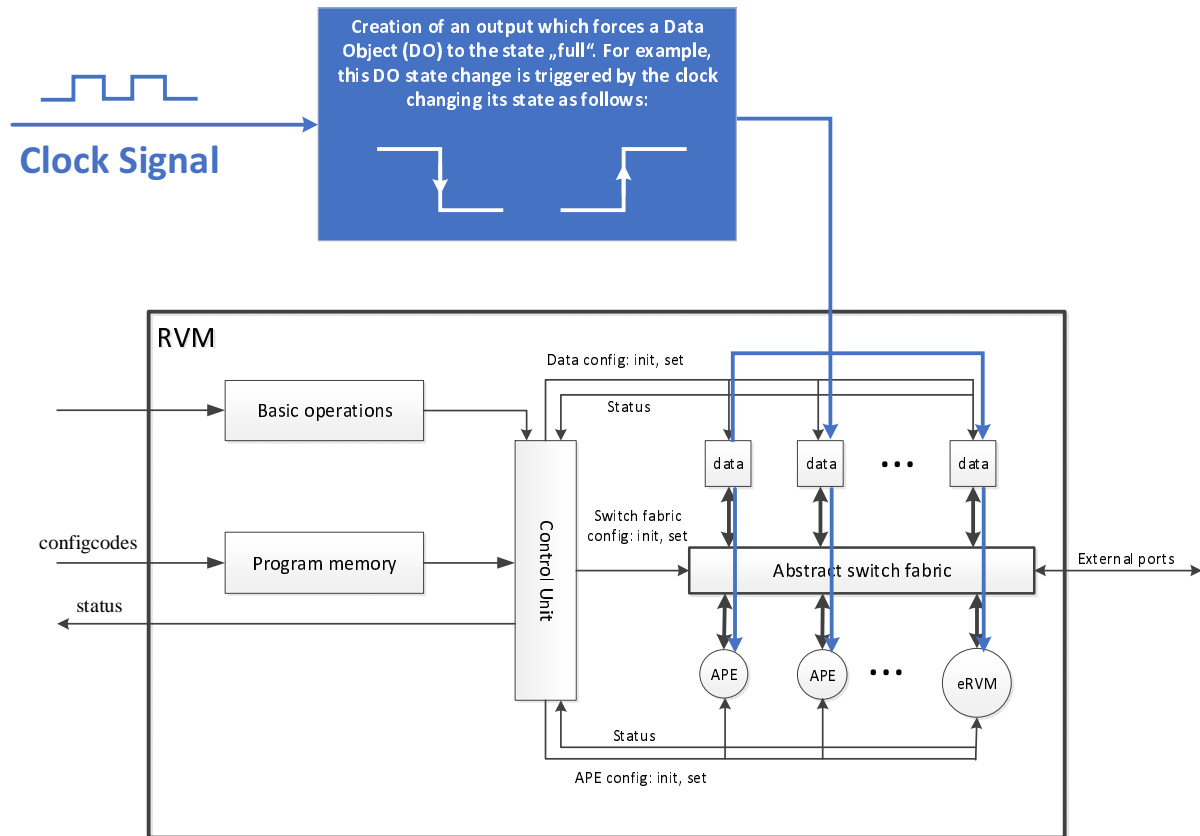 Creation of an output which forces a Data
Object (DO) to the state „full“. For example,
this DO state change is triggered by the clock
changing its state as follows:
Clock Signal
RVM
Data config: init, set
Status
Basic operations
data
data
•••
data
Control Unit
Switch fabric
config: init, set
configcodes
Program memory
Abstract switch fabric
External ports
status
APE
APE
•••
eRVM
Status
APE config: init, set